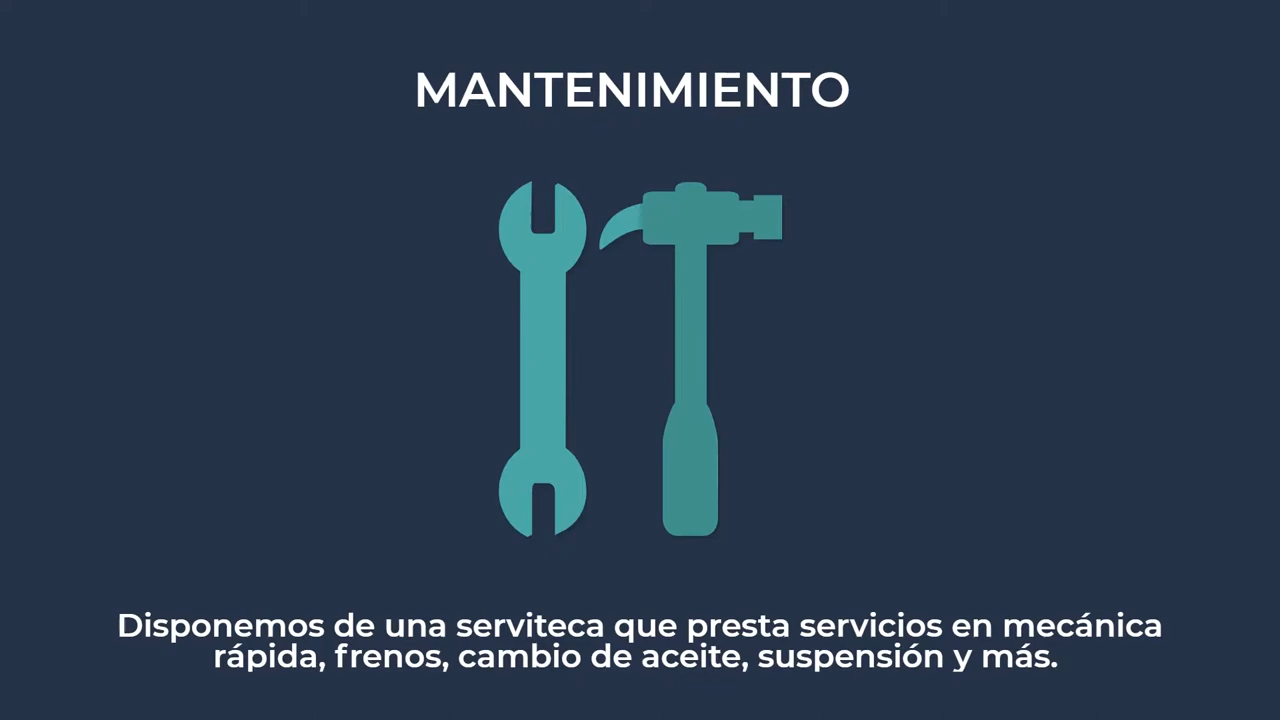 MANTENIMIENTO
Disponemos de una serviteca que presta servicios en mecánica
rápida, frenos, cambio de aceite, suspensión y más.